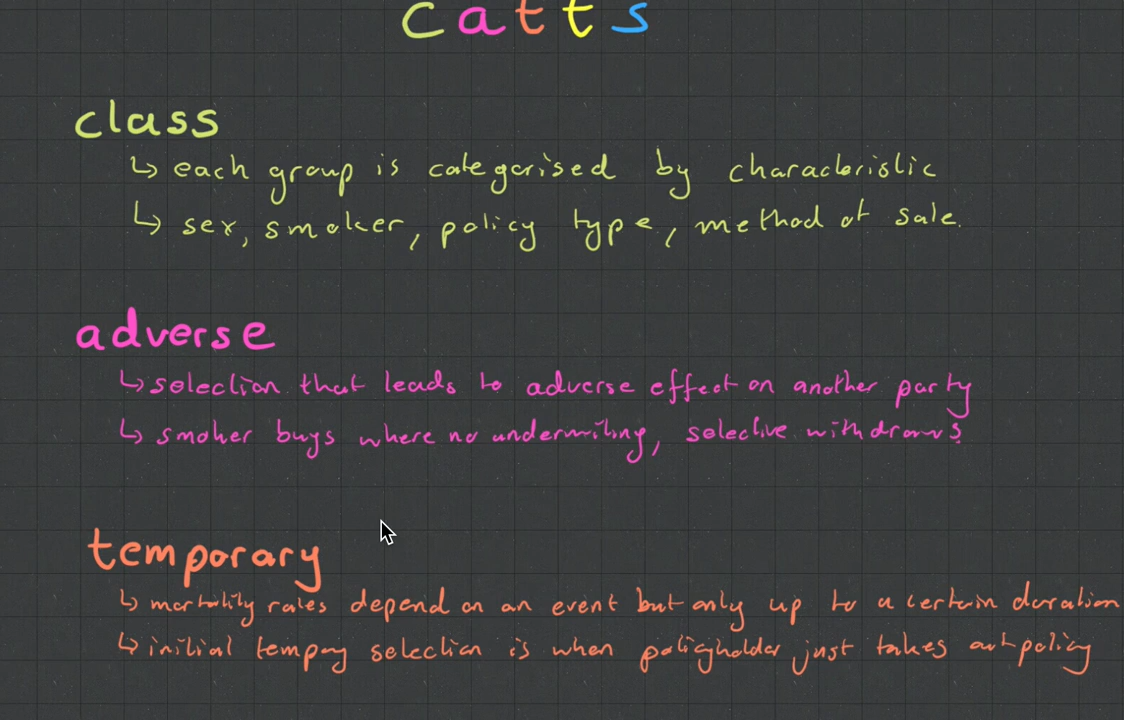 catts
class
↳ each group is categorised by characteristic
↳ sex, smoker, policy type, method of sale.
adverse
↳ selection that leads to adverse effect on another party
↳ smoker buys where no underwriting, selective withdraws
temporary
↳ mortality rates depend on an event but only up to a certain duration
↳ initial tempay selection is when policyholder just takes out policy